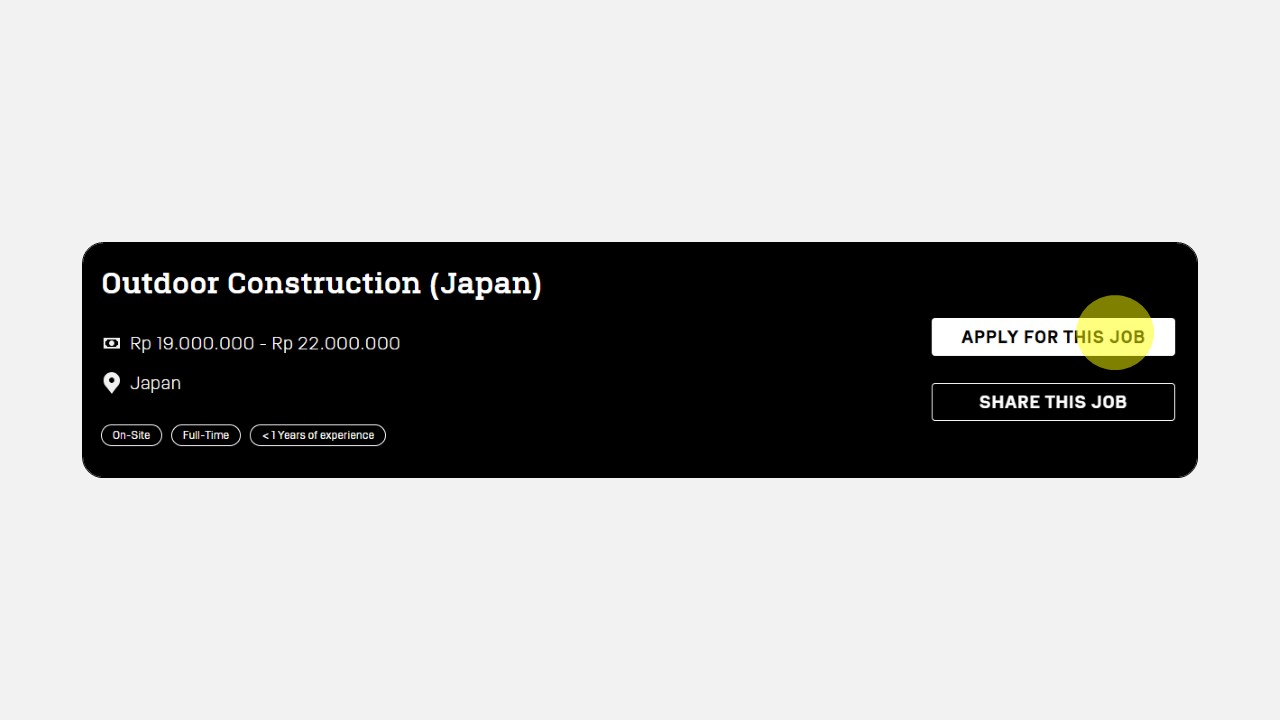 Outdoor Construction (Japan)
Rp 19.000.000 - Rp 22.000.000
Japan
On-Site
Full-Time
< 1 Years of experience
APPLY FOR THIS JOB
SHARE THIS JOB